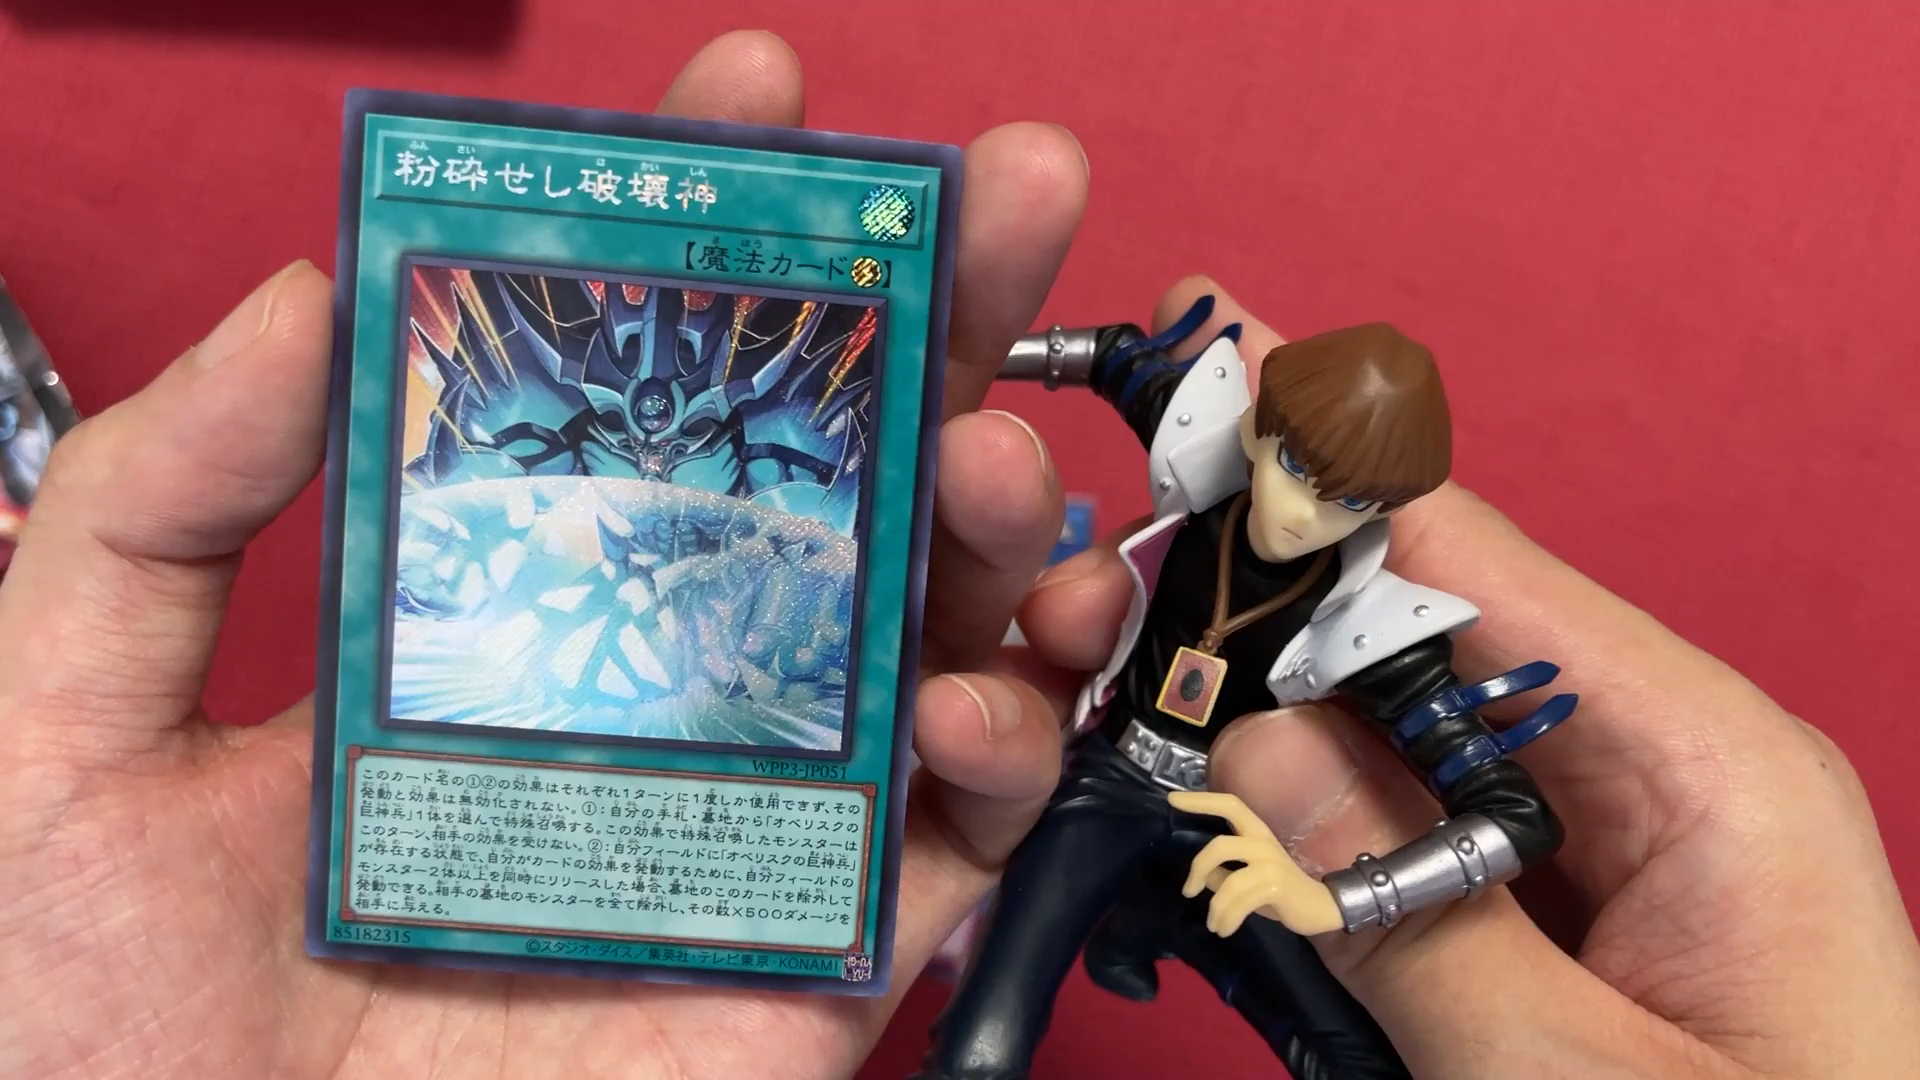 粉砕せし破壊神
【魔法カード】
WPP3-JP051
このカード名の①②の効果はそれぞれ1ターンに1度しか使用できず、その
発動と効果は無効化されない。①：自分の手札・墓地から「オベリスクの
巨神兵」1体を選んで特殊召喚する。この効果で特殊召喚したモンスターは
このターン、相手の効果を受けない。②：自分フィールドに「オベリスクの巨神兵」
が存在する状態で、自分がカードの効果を発動するために、自分フィールドの
モンスター2体以上を同時にリリースした場合、墓地のこのカードを除外して
発動できる。相手の墓地のモンスターを全て除外し、その数×500ダメージを
相手に与える。
85182315
©スタジオ・ダイス／集英社・テレビ東京・KONAMI